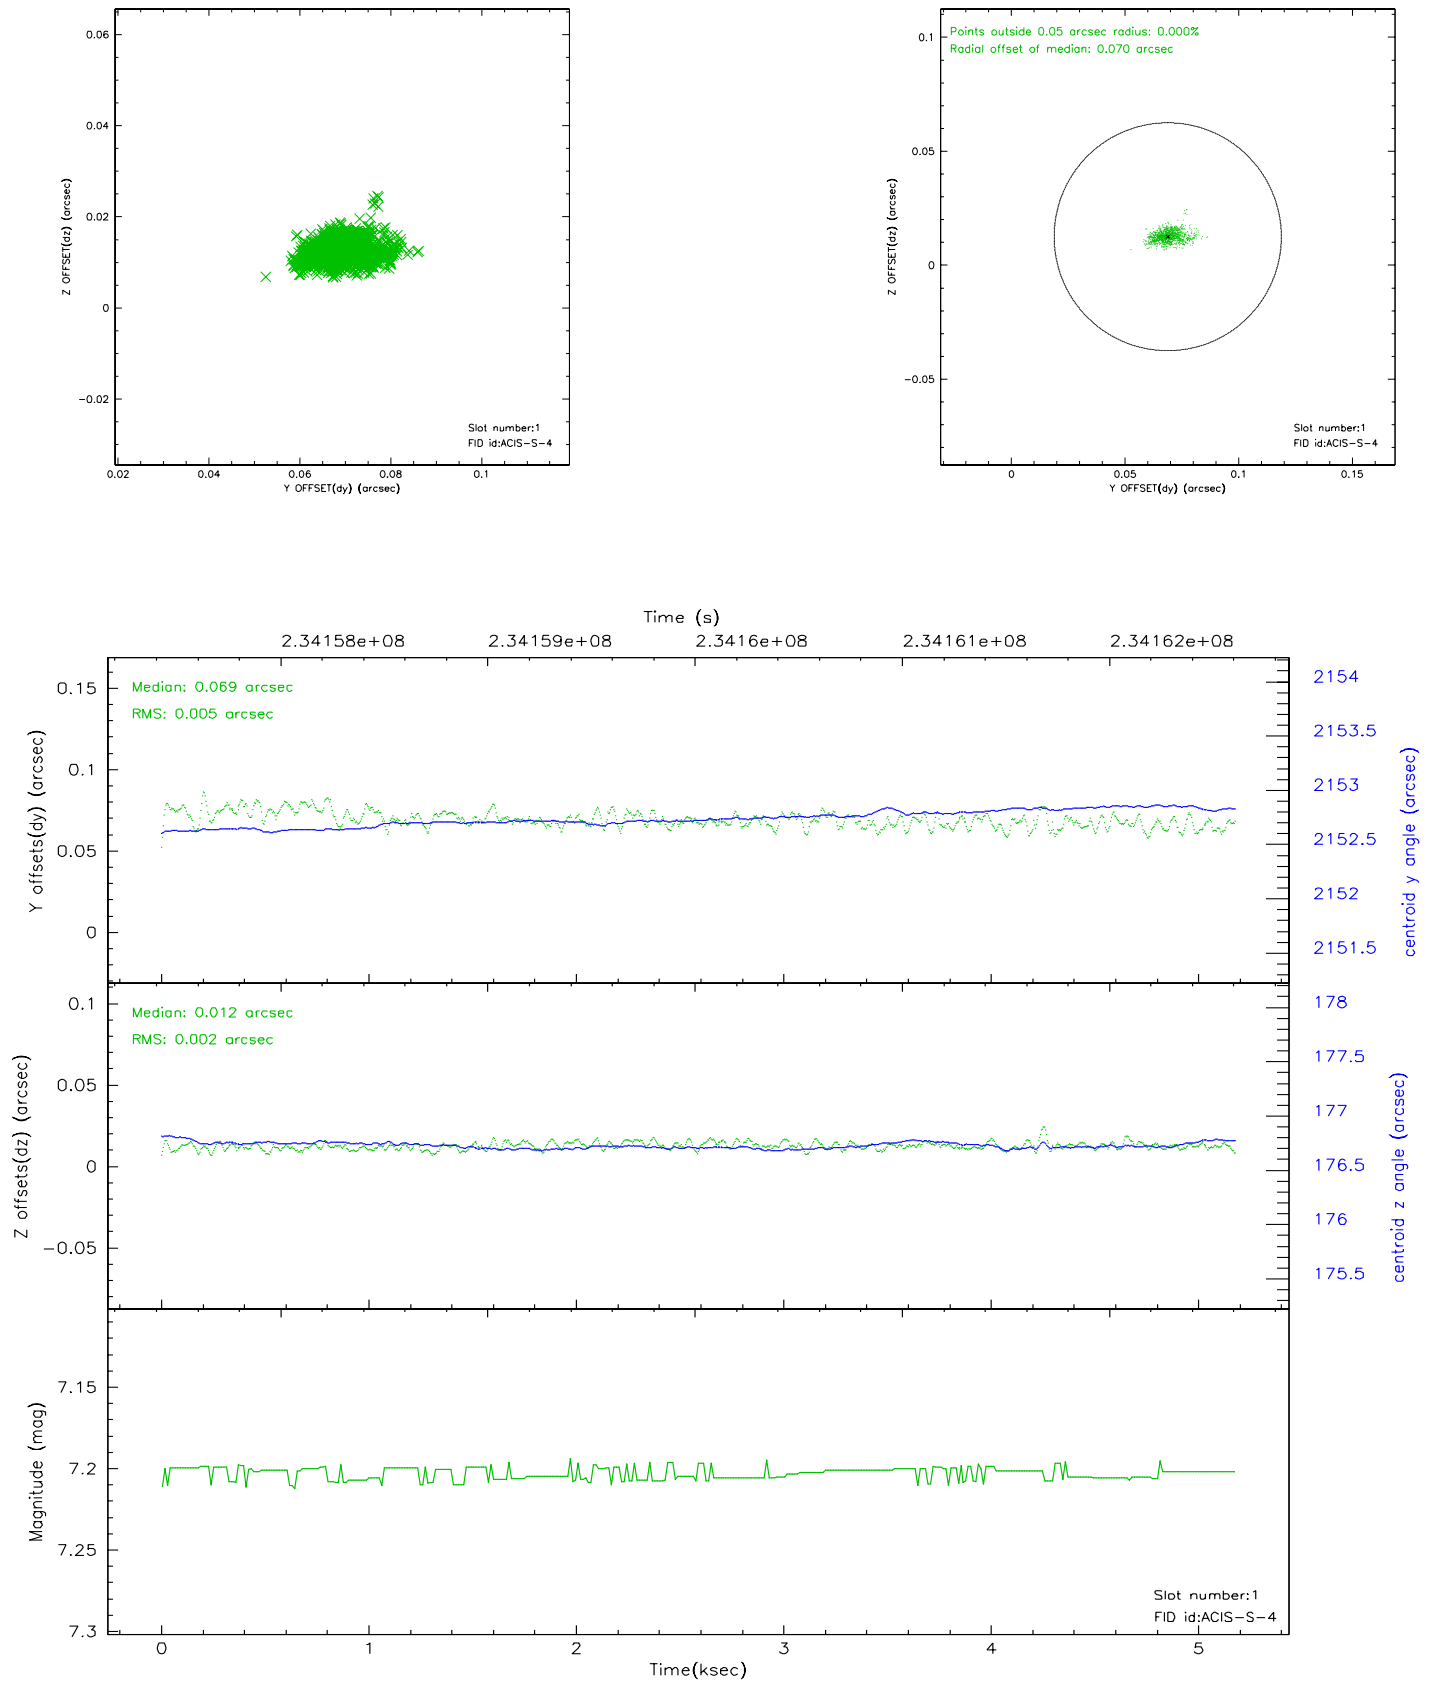 0.06
0.04
0.02
0
−0.02
Z OFFSET(dz) (arcsec)
Slot number:1
FID id:ACIS−S−4
0.02 0.04 0.06 0.08 0.1
Y OFFSET(dy) (arcsec)
Points outside 0.05 arcsec radius: 0.000%
Radial offset of median: 0.070 arcsec
0.1
0.05
0
−0.05
Z OFFSET(dz) (arcsec)
Slot number:1
FID id:ACIS−S−4
0 0.05 0.1 0.15
Y OFFSET(dy) (arcsec)
Time (s)
2.34158e+08 2.34159e+08 2.3416e+08 2.34161e+08 2.34162e+08
Median: 0.069 arcsec
RMS: 0.005 arcsec
0.15
0.1
0.05
0
Y offsets(dy) (arcsec)
2154
2153.5
2153
2152.5
2152
2151.5
centroid y angle (arcsec)
Median: 0.012 arcsec
RMS: 0.002 arcsec
0.1
0.05
0
−0.05
Z offsets(dz) (arcsec)
178
177.5
177
176.5
176
175.5
centroid z angle (arcsec)
7.15
7.2
7.25
7.3
Magnitude (mag)
Slot number:1
FID id:ACIS−S−4
0 1 2 3 4 5
Time(ksec)